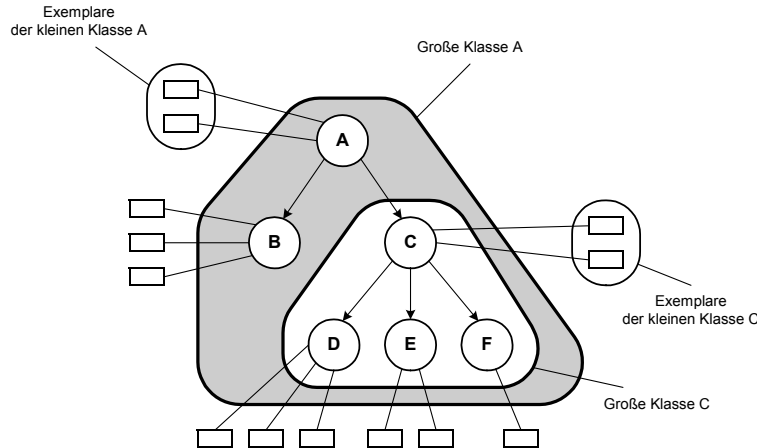 Exemplare
der kleinen Klasse A
Große Klasse A
A
B
C
Exemplare
der kleinen Klasse C
D
E
F
Große Klasse C